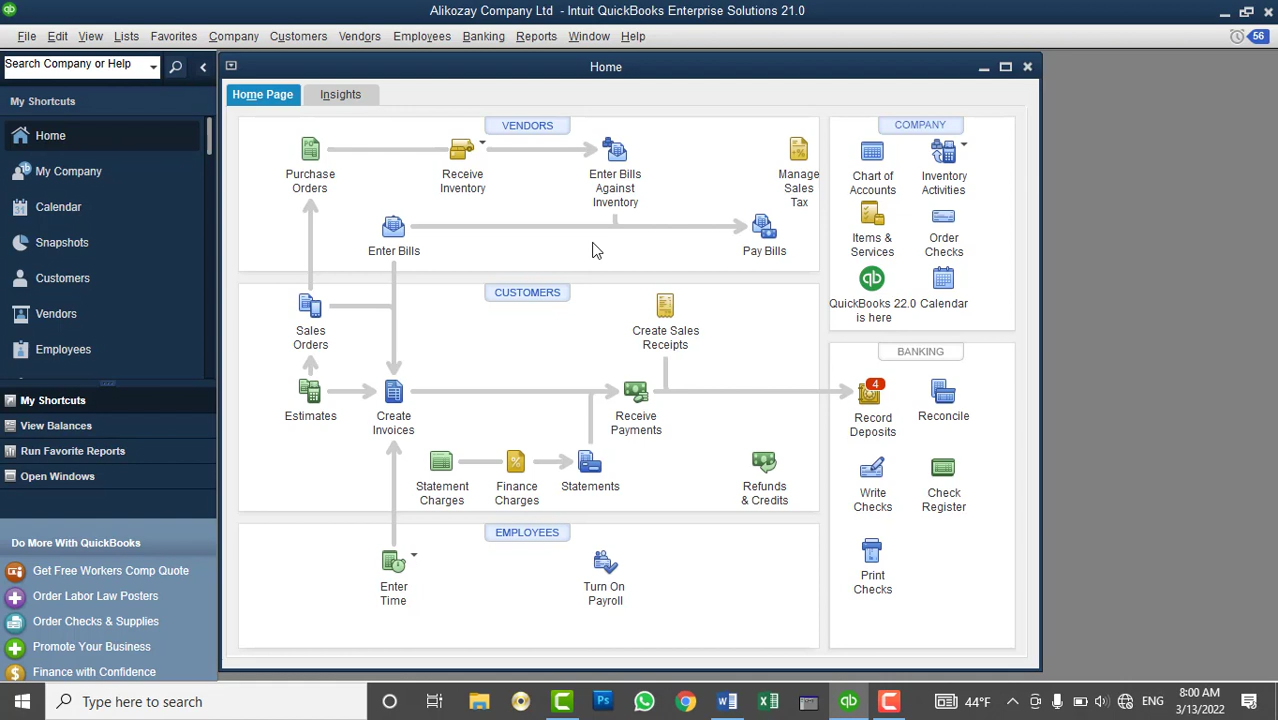 Alikozay Company Ltd - Intuit QuickBooks Enterprise Solutions 21.0
File Edit View Lists Favorites Company Customers Vendors Employees Banking Reports Window Help
56
Search Company or Help
My Shortcuts
Home
My Company
Calendar
Snapshots
Customers
Vendors
Employees
My Shortcuts
View Balances
Run Favorite Reports
Open Windows
Do More With QuickBooks
Get Free Workers Comp Quote
Order Labor Law Posters
Order Checks & Supplies
Promote Your Business
Finance with Confidence
Home
Home Page
Insights
VENDORS
Purchase
Orders
Receive
Inventory
Enter Bills
Against
Inventory
Manage
Sales
Tax
Enter Bills
Pay Bills
CUSTOMERS
Sales
Orders
Create Sales
Receipts
Estimates
Create
Invoices
Receive
Payments
Statement
Charges
Finance
Charges
Statements
Refunds
& Credits
EMPLOYEES
Enter
Time
Turn On
Payroll
COMPANY
Chart of
Accounts
Inventory
Activities
Items &
Services
Order
Checks
QuickBooks 22.0
is here
Calendar
BANKING
4
Record
Deposits
Reconcile
Write
Checks
Check
Register
Print
Checks
Type here to search
44°F
ENG
8:00 AM
3/13/2022